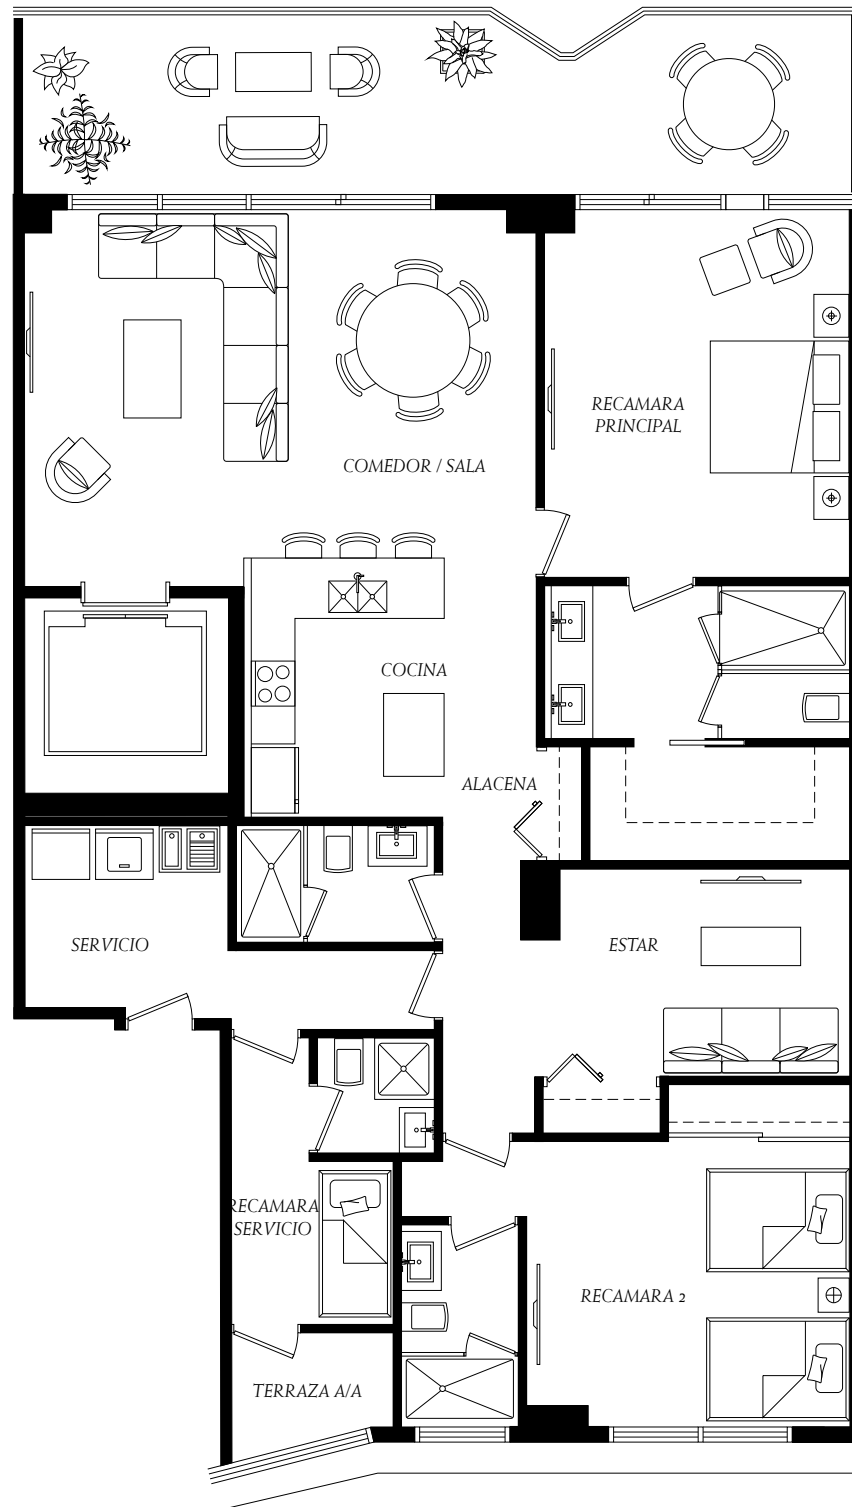 RECAMARA
PRINCIPAL
COMEDOR / SALA
COCINA
ALACENA
SERVICIO
ESTAR
RECAMARA
SERVICIO
RECAMARA 2
TERRAZA A/A